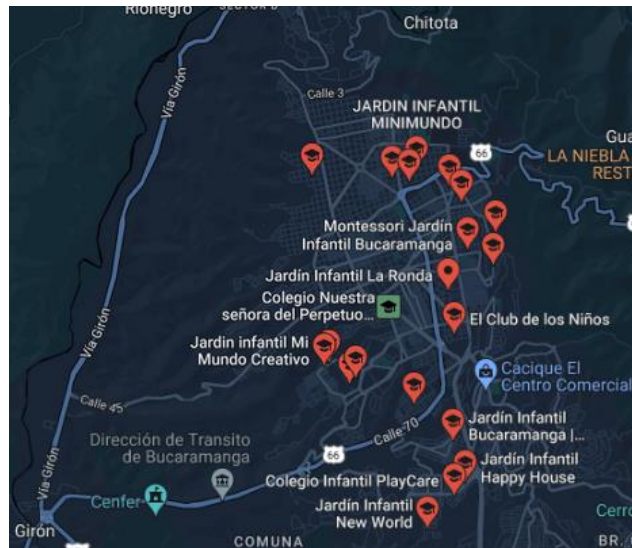 Rionegro
SECTOR B
Chitota
Vía Girón
Calle 3
JARDIN INFANTIL
MINIMUNDO
66
Gua
LA NIEBLA
REST
Vía Girón
Montessori Jardín
Infantil Bucaramanga
Jardín Infantil La Ronda
Colegio Nuestra
señora del Perpetuo...
El Club de los Niños
Jardin infantil Mi
Mundo Creativo
Vía Girón
Cacique El
Centro Comercial
Calle 45
Jardín Infantil
Bucaramanga |...
Calle 70
Dirección de Transito
de Bucaramanga
66
Vía Girón
Jardín Infantil
Happy House
Colegio Infantil PlayCare
Cenfer
Jardín Infantil
New World
Cerro
Girón
COMUNA
BR.